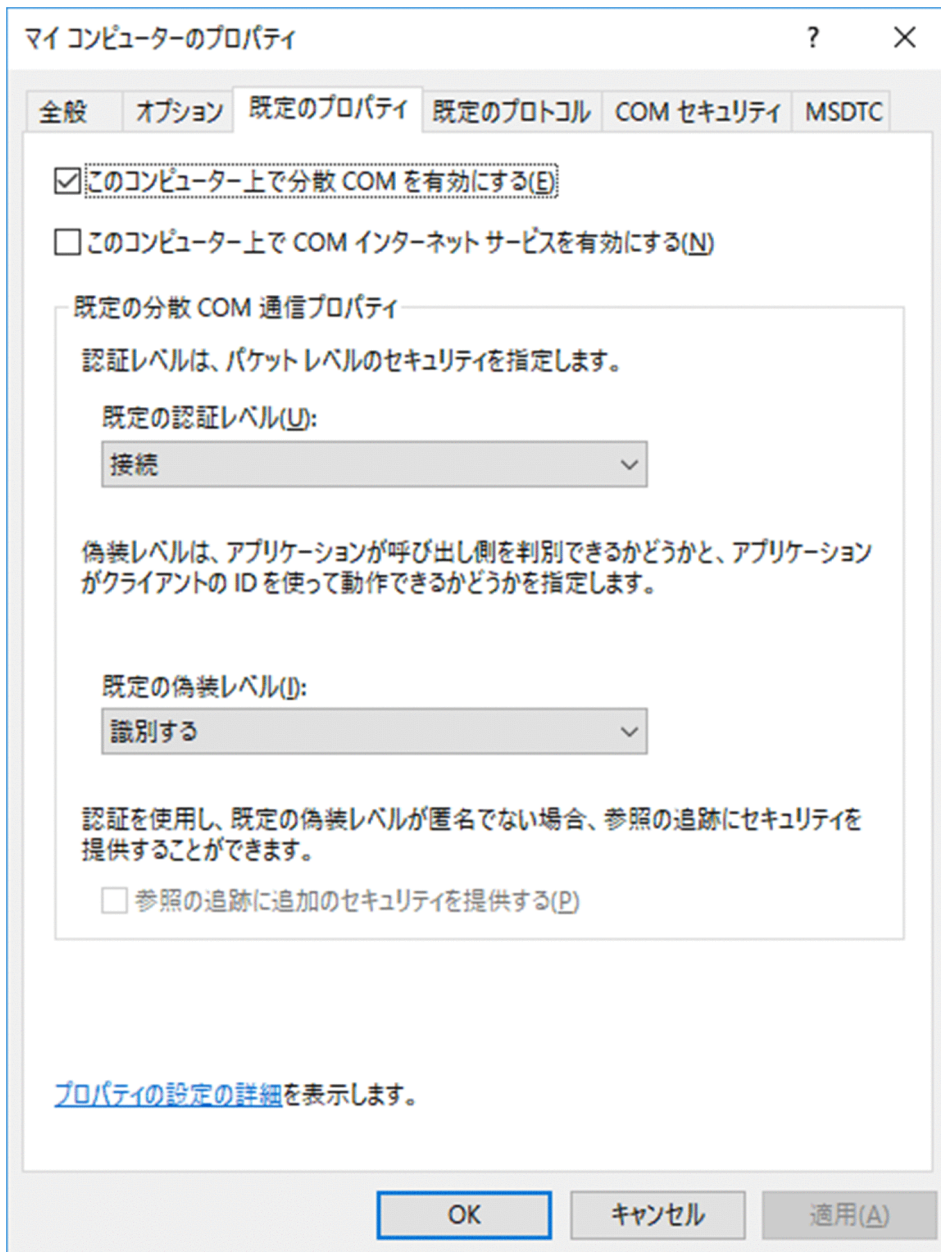 マイ コンピューターのプロパティ
全般 オプション 既定のプロパティ 既定のプロトコル COM セキュリティ MSDTC
このコンピューター上で分散 COM を有効にする(E)
このコンピューター上で COM インターネット サービスを有効にする(N)
既定の分散 COM 通信プロパティ
認証レベルは、パケット レベルのセキュリティを指定します。
既定の認証レベル(U):
接続
偽装レベルは、アプリケーションが呼び出し側を判別できるかどうかと、アプリケーション
がクライアントの ID を使って動作できるかどうかを指定します。
既定の偽装レベル(I):
識別する
認証を使用し、既定の偽装レベルが匿名でない場合、参照の追跡にセキュリティを
提供することができます。
参照の追跡に追加のセキュリティを提供する(P)
プロパティの設定の詳細を表示します。
OK キャンセル 適用(A)